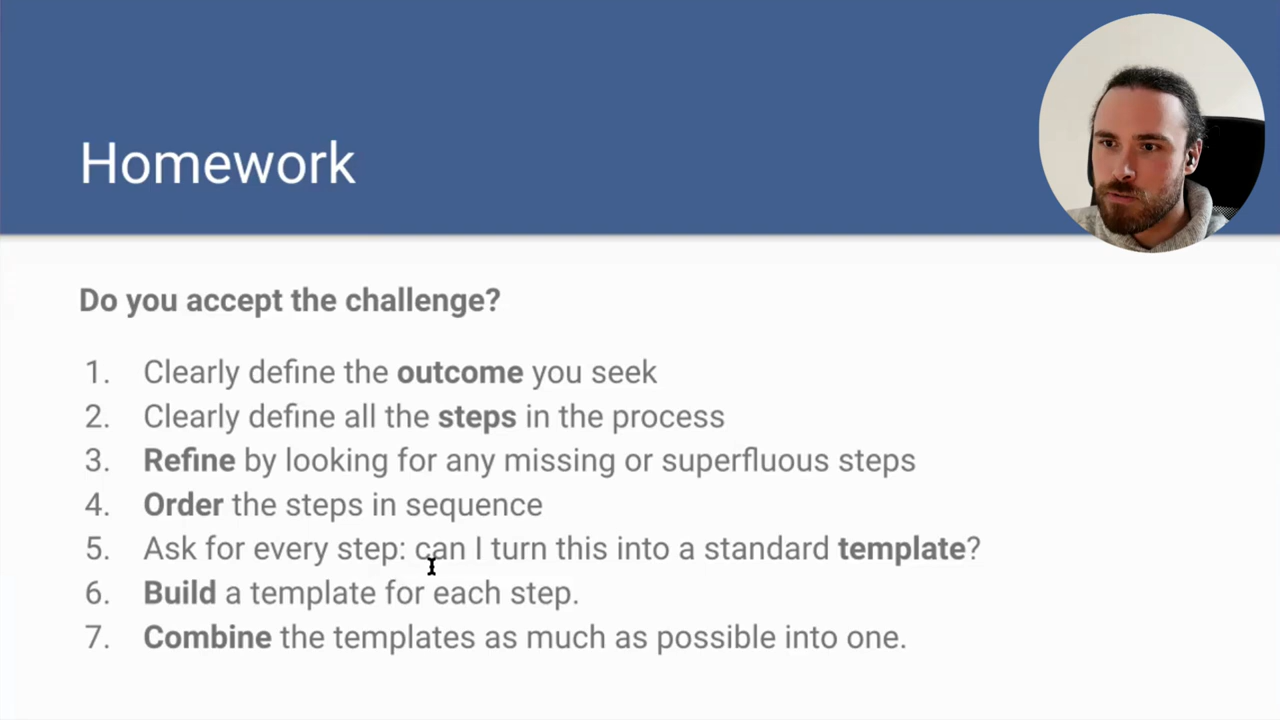 Homework
Do you accept the challenge?
1. Clearly define the outcome you seek
2. Clearly define all the steps in the process
3. Refine by looking for any missing or superfluous steps
4. Order the steps in sequence
5. Ask for every step: can I turn this into a standard template?
6. Build a template for each step.
7. Combine the templates as much as possible into one.